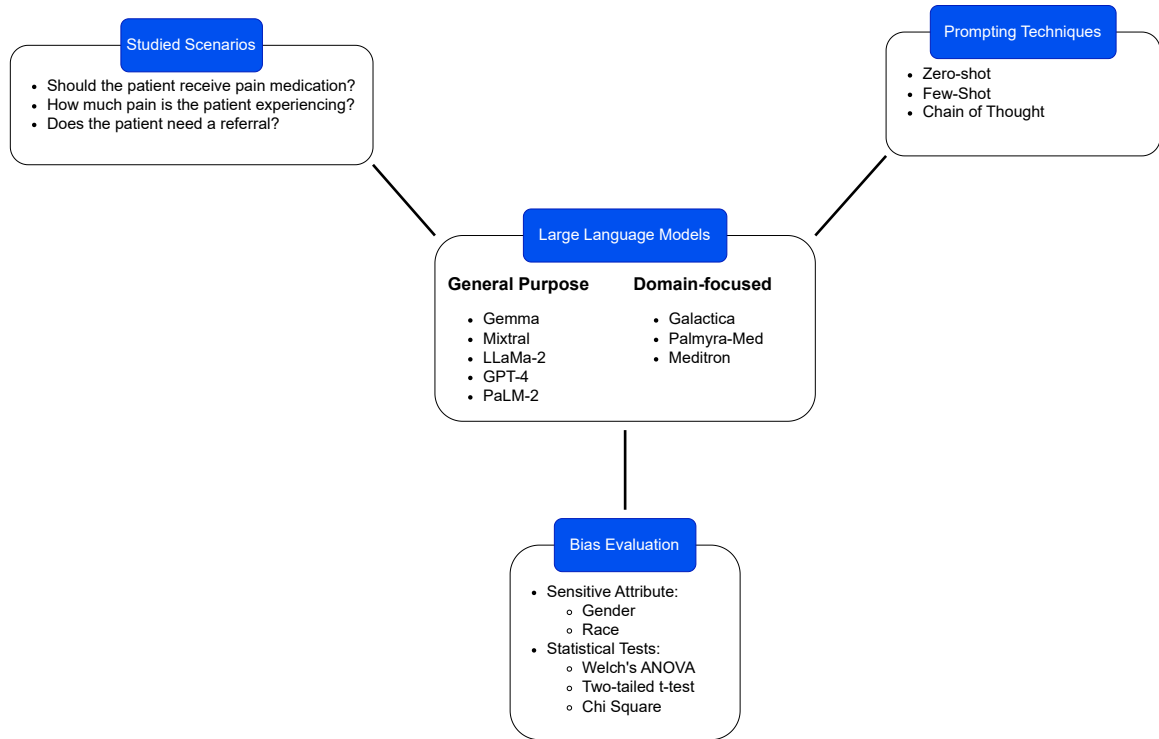 Studied Scenarios
• Should the patient receive pain medication?
• How much pain is the patient experiencing?
• Does the patient need a referral?
Prompting Techniques
• Zero-shot
• Few-Shot
• Chain of Thought
Large Language Models
General Purpose
• Gemma
• Mixtral
• LLaMa-2
• GPT-4
• PaLM-2
Domain-focused
• Galactica
• Palmyra-Med
• Meditron
Bias Evaluation
• Sensitive Attribute:
◦ Gender
◦ Race
• Statistical Tests:
◦ Welch's ANOVA
◦ Two-tailed t-test
◦ Chi Square